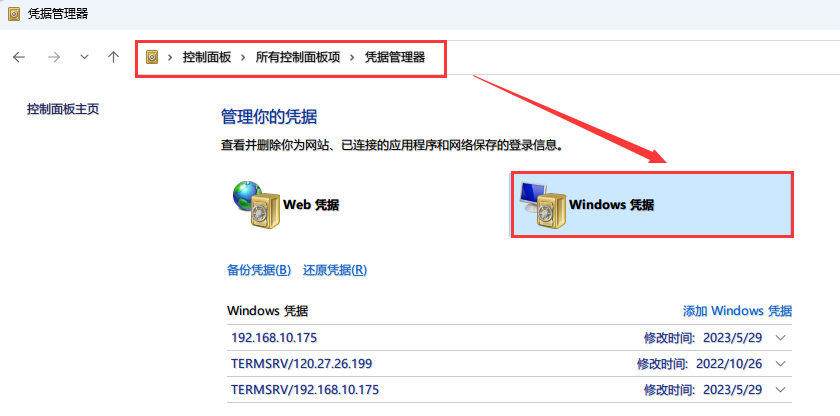 凭据管理器
控制面板 › 所有控制面板项 › 凭据管理器
控制面板主页
管理你的凭据
查看并删除你为网站、已连接的应用程序和网络保存的登录信息。
Web 凭据
Windows 凭据
备份凭据(B) 还原凭据(R)
Windows 凭据 添加 Windows 凭据
192.168.10.175 修改时间: 2023/5/29
TERMSRV/120.27.26.199 修改时间: 2022/10/26
TERMSRV/192.168.10.175 修改时间: 2023/5/29